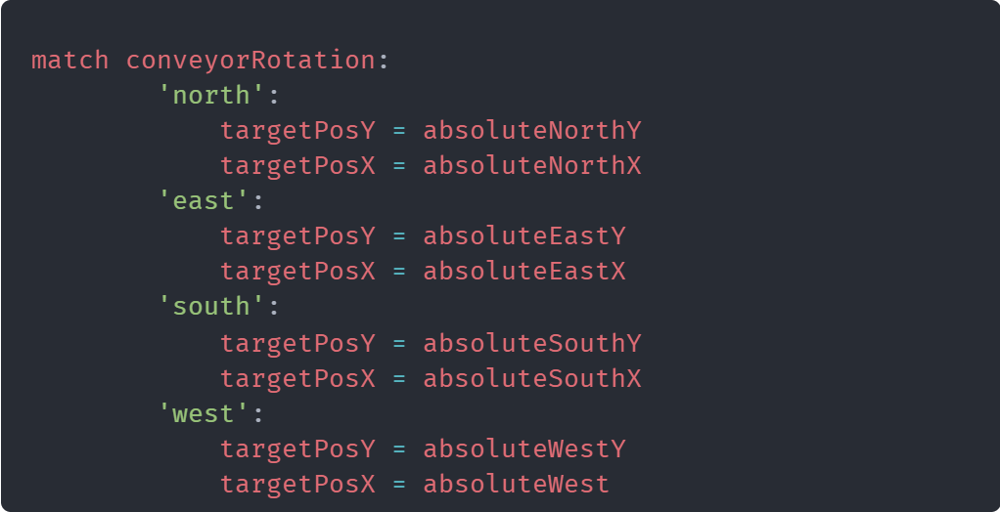 match conveyorRotation:
        'north':
            targetPosY = absoluteNorthY
            targetPosX = absoluteNorthX
        'east':
            targetPosY = absoluteEastY
            targetPosX = absoluteEastX
        'south':
            targetPosY = absoluteSouthY
            targetPosX = absoluteSouthX
        'west':
            targetPosY = absoluteWestY
            targetPosX = absoluteWest